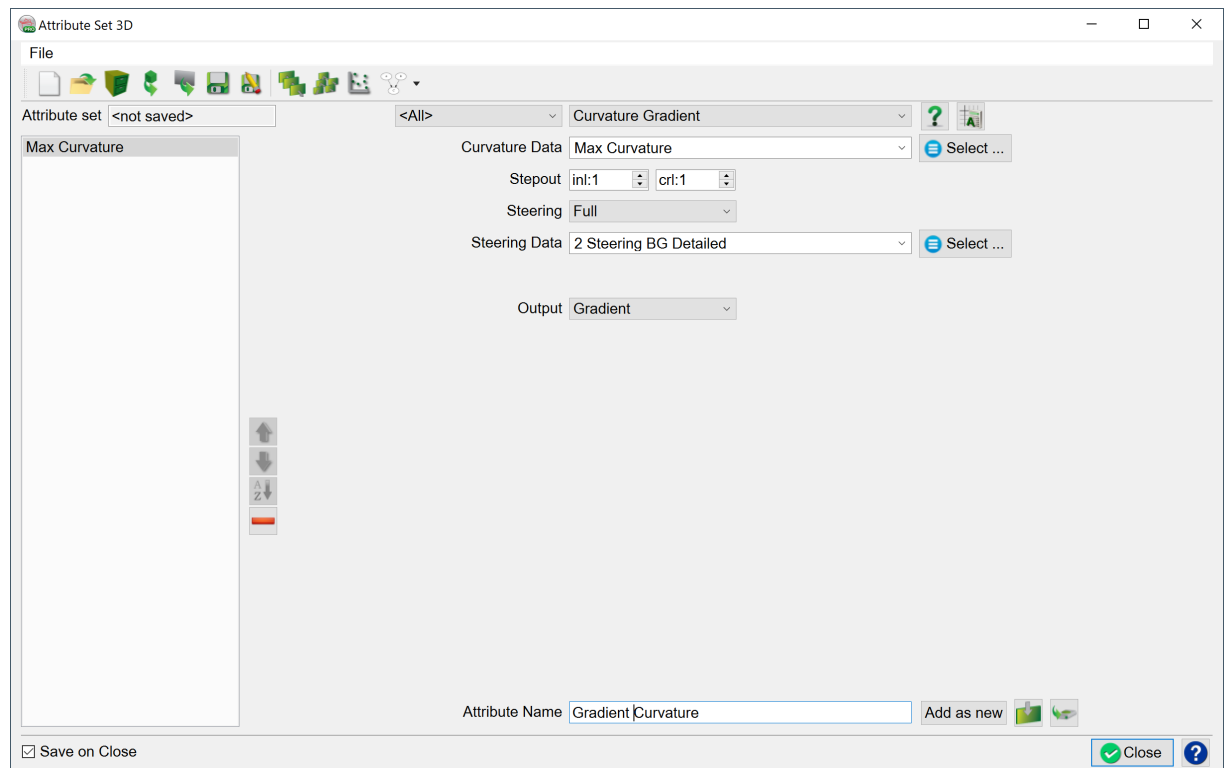 Attribute Set 3D
File
Attribute set <not saved> <All> Curvature Gradient
Max Curvature
Curvature Data Max Curvature Select ...
Stepout inl:1 crl:1
Steering Full
Steering Data 2 Steering BG Detailed Select ...
Output Gradient
Attribute Name Gradient Curvature Add as new
Save on Close Close